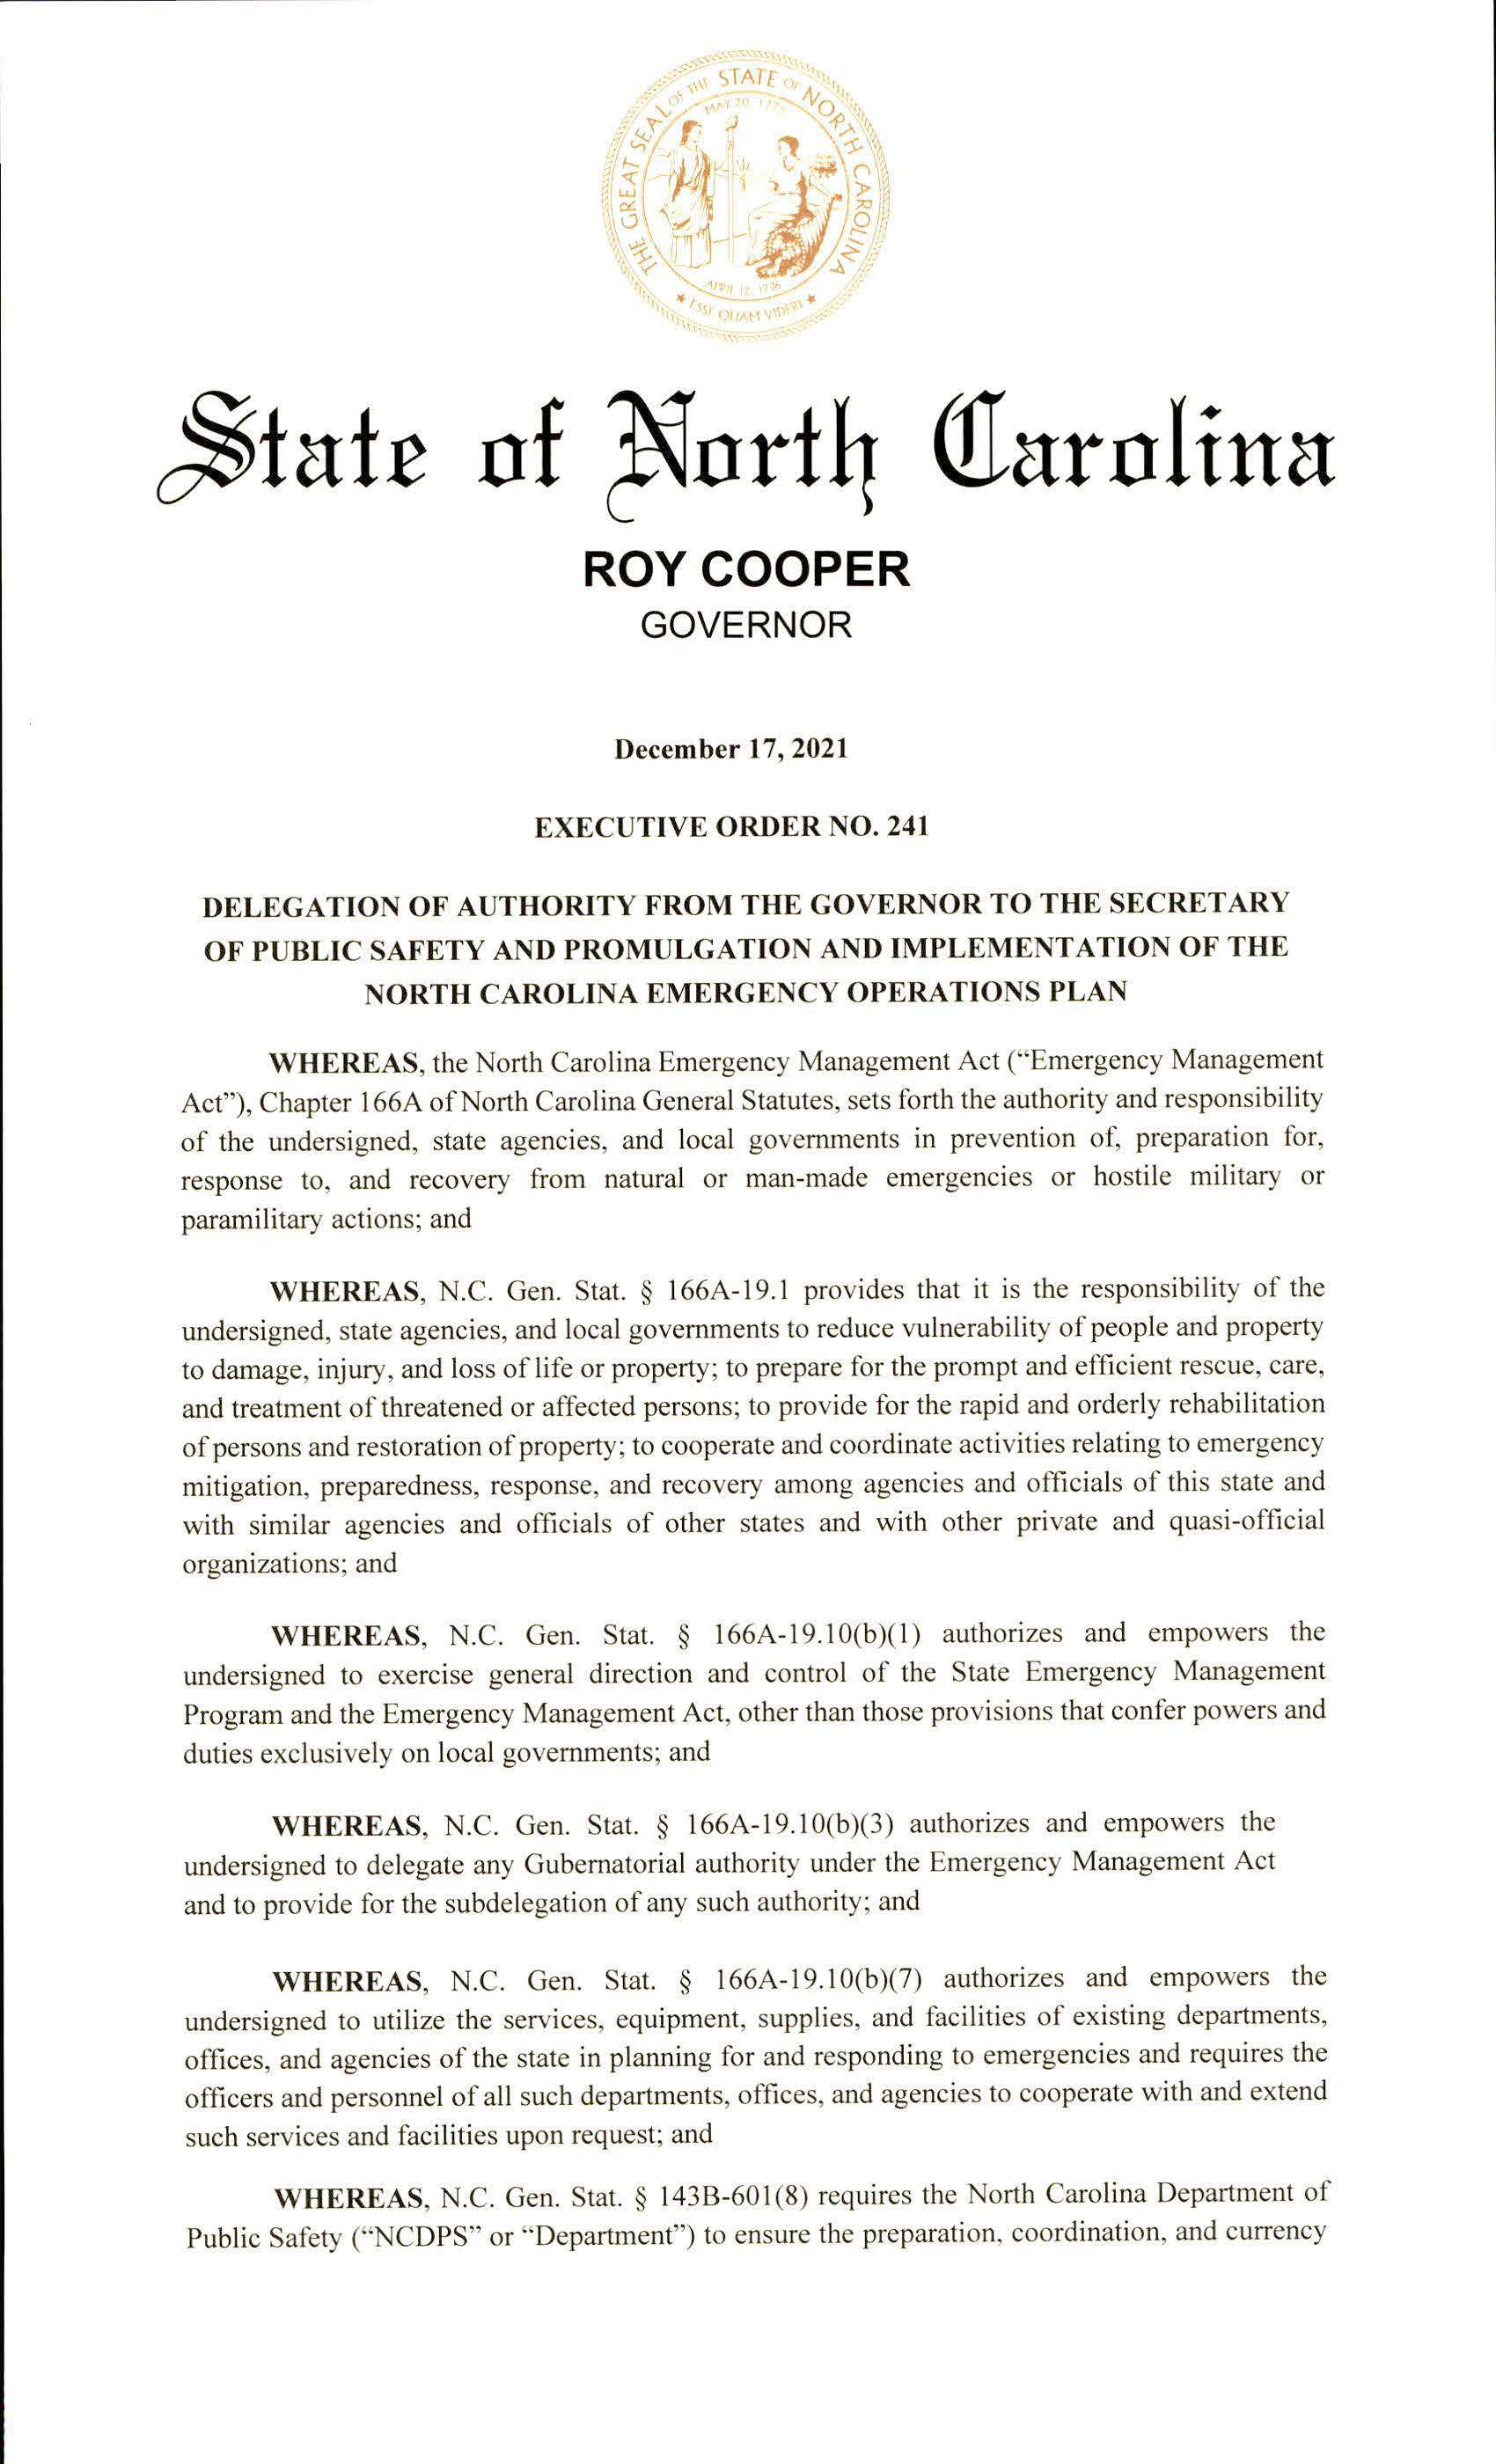 THE GREAT SEAL OF THE STATE OF NORTH CAROLINA
MAY 20, 1775
APRIL 12, 1776
★ ESSE QUAM VIDERI ★
State of North Carolina
ROY COOPER
GOVERNOR
December 17, 2021
EXECUTIVE ORDER NO. 241
DELEGATION OF AUTHORITY FROM THE GOVERNOR TO THE SECRETARY
OF PUBLIC SAFETY AND PROMULGATION AND IMPLEMENTATION OF THE
NORTH CAROLINA EMERGENCY OPERATIONS PLAN
WHEREAS, the North Carolina Emergency Management Act (“Emergency Management
Act”), Chapter 166A of North Carolina General Statutes, sets forth the authority and responsibility
of the undersigned, state agencies, and local governments in prevention of, preparation for,
response to, and recovery from natural or man-made emergencies or hostile military or
paramilitary actions; and
WHEREAS, N.C. Gen. Stat. § 166A-19.1 provides that it is the responsibility of the
undersigned, state agencies, and local governments to reduce vulnerability of people and property
to damage, injury, and loss of life or property; to prepare for the prompt and efficient rescue, care,
and treatment of threatened or affected persons; to provide for the rapid and orderly rehabilitation
of persons and restoration of property; to cooperate and coordinate activities relating to emergency
mitigation, preparedness, response, and recovery among agencies and officials of this state and
with similar agencies and officials of other states and with other private and quasi-official
organizations; and
WHEREAS, N.C. Gen. Stat. § 166A-19.10(b)(1) authorizes and empowers the
undersigned to exercise general direction and control of the State Emergency Management
Program and the Emergency Management Act, other than those provisions that confer powers and
duties exclusively on local governments; and
WHEREAS, N.C. Gen. Stat. § 166A-19.10(b)(3) authorizes and empowers the
undersigned to delegate any Gubernatorial authority under the Emergency Management Act
and to provide for the subdelegation of any such authority; and
WHEREAS, N.C. Gen. Stat. § 166A-19.10(b)(7) authorizes and empowers the
undersigned to utilize the services, equipment, supplies, and facilities of existing departments,
offices, and agencies of the state in planning for and responding to emergencies and requires the
officers and personnel of all such departments, offices, and agencies to cooperate with and extend
such services and facilities upon request; and
WHEREAS, N.C. Gen. Stat. § 143B-601(8) requires the North Carolina Department of
Public Safety (“NCDPS” or “Department”) to ensure the preparation, coordination, and currency